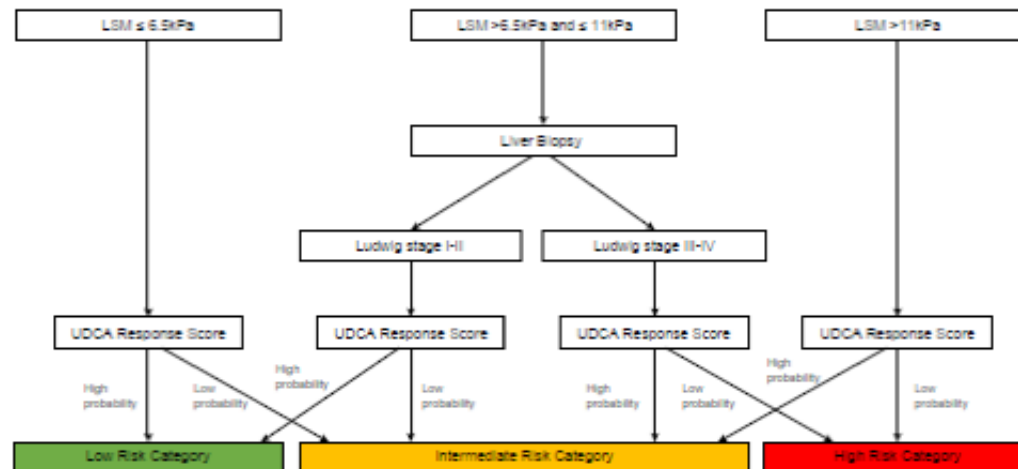 LSM ≤ 6.5kPa
LSM >6.5kPa and ≤ 11kPa
LSM >11kPa
Liver Biopsy
Ludwig stage I-II
Ludwig stage III-IV
UDCA Response Score
UDCA Response Score
UDCA Response Score
UDCA Response Score
High
probability
Low
probability
High
probability
Low
probability
High
probability
Low
probability
High
probability
Low
probability
Low Risk Category
Intermediate Risk Category
High Risk Category